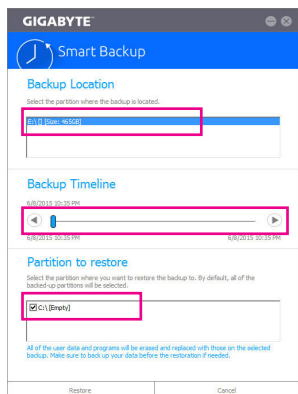 GIGABYTE™
Smart Backup
Backup Location
Select the partition where the backup is located.
E:\ [] [Size: 465GB]
Backup Timeline
6/8/2015 10:35 PM
6/8/2015 10:35 PM
6/8/2015 10:35 PM
Partition to restore
Select the partition where you want to restore the backup to. By default, all of the
backed-up partitions will be selected.
C:\ [Empty]
All of the user data and programs will be erased and replaced with those on the selected
backup. Make sure to back up your data before the restoration if needed.
Restore
Cancel